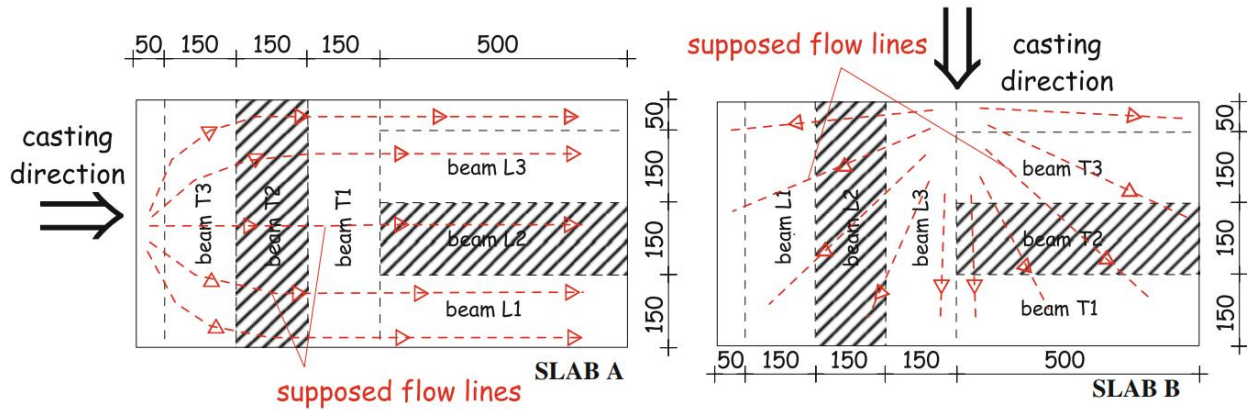 50 150 150 150 500
casting
direction
beam T3
beam T2
beam T1
beam L3
beam L2
beam L1
50
150
150
150
SLAB A
supposed flow lines
supposed flow lines
casting
direction
beam L1
beam L2
beam L3
beam T3
beam T2
beam T1
50
150
150
150
50 150 150 150 500
SLAB B